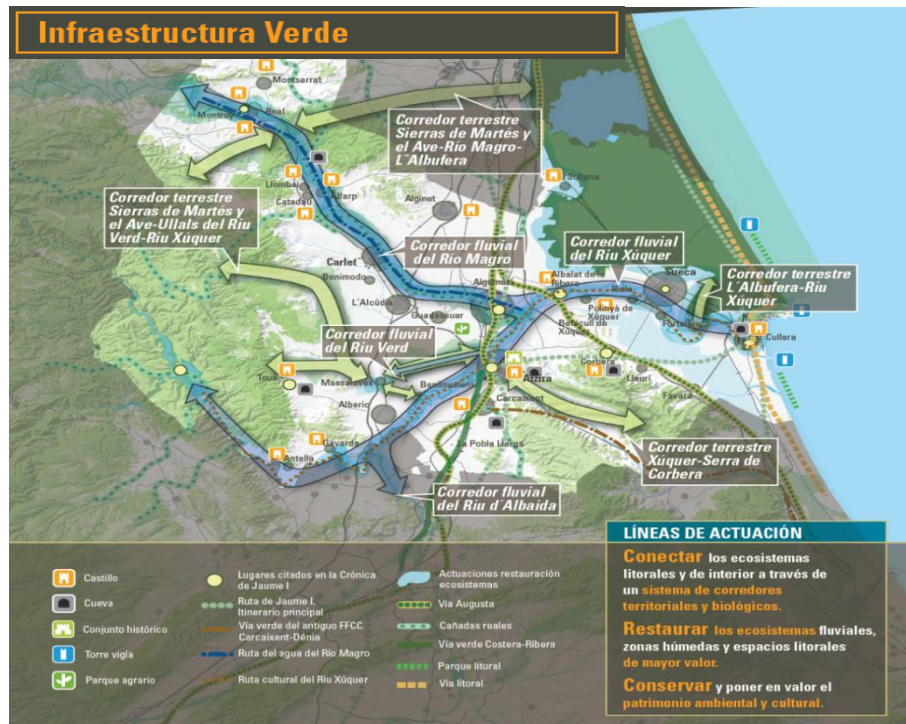 Infraestructura Verde
Montserrat
Real
Montroy
Corredor terrestre
Sierras de Martés y
el Ave-Río Magro-
L´Albufera
Sollana
Llombai
Alfarp
Catadau
Alginet
Corredor terrestre
Sierras de Martés y
el Ave-Ullals del Riu
Verd-Riu Xúquer
Corredor fluvial
del Río Magro
Corredor fluvial
del Riu Xúquer
Carlet
Benimodo
Algemesí
Albalat de la
Ribera
Riola
Sueca
Corredor terrestre
L´Albufera-Riu
Xúquer
L´Alcúdia
Guadassuar
Polinyà de
Xúquer
Benicull de
Xúquer
Fortaleny
Cullera
Corredor fluvial
del Riu Verd
Corbera
Tous
Massalavés
Benimuslem
Alzira
Llaurí
Favara
Alberic
Carcaixent
Gavarda
Antella
La Pobla Llarga
Corredor terrestre
Xúquer-Serra de
Corbera
Corredor fluvial
del Riu d´Albaida
Castillo
Cueva
Conjunto histórico
Torre vigía
Parque agrario
Lugares citados en la Crónica
de Jaume I
Ruta de Jaume I.
Itinerario principal
Vía verde del antiguo FFCC
Carcaixent-Dénia
Ruta del agua del Río Magro
Ruta cultural del Riu Xúquer
Actuaciones restauración
ecosistemas
Vía Augusta
Cañadas reales
Vía verde Costera-Ribera
Parque litoral
Vía litoral
LÍNEAS DE ACTUACIÓN
Conectar los ecosistemas
litorales y de interior a través de
un sistema de corredores
territoriales y biológicos.
Restaurar los ecosistemas fluviales,
zonas húmedas y espacios litorales
de mayor valor.
Conservar y poner en valor el
patrimonio ambiental y cultural.